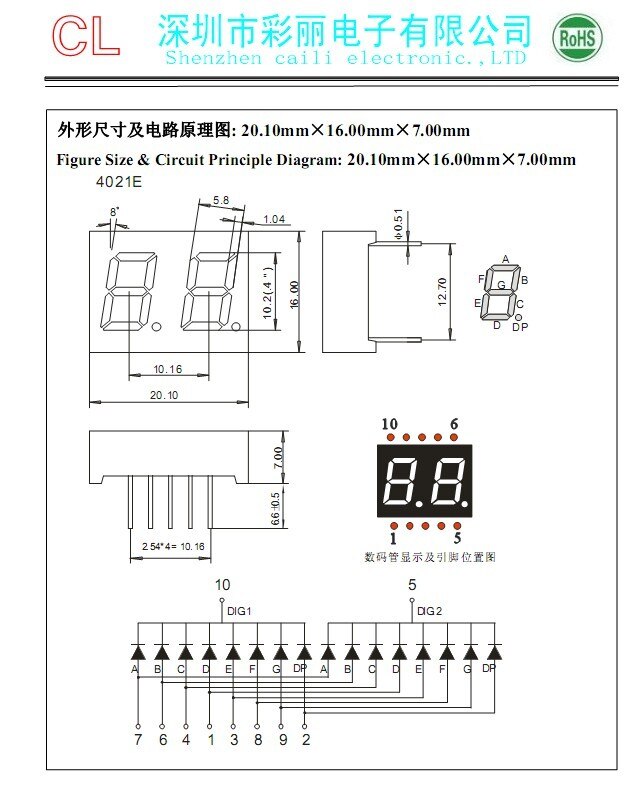 CL 深圳市彩丽电子有限公司 RoHS
Shenzhen caili electronic.,LTD
外形尺寸及电路原理图: 20.10mm×16.00mm×7.00mm
Figure Size & Circuit Principle Diagram: 20.10mm×16.00mm×7.00mm
4021E
8°
5.8
1.04
10.2(.4")
16.00
10.16
20.10
Φ0.51
12.70
A
F B
G
E C
D DP
7.00
6.6±0.5
2.54*4= 10.16
10 6
1 5
数码管显示及引脚位置图
10 5
DIG1 DIG2
A B C D E F G DP A B C D E F G DP
7 6 4 1 3 8 9 2